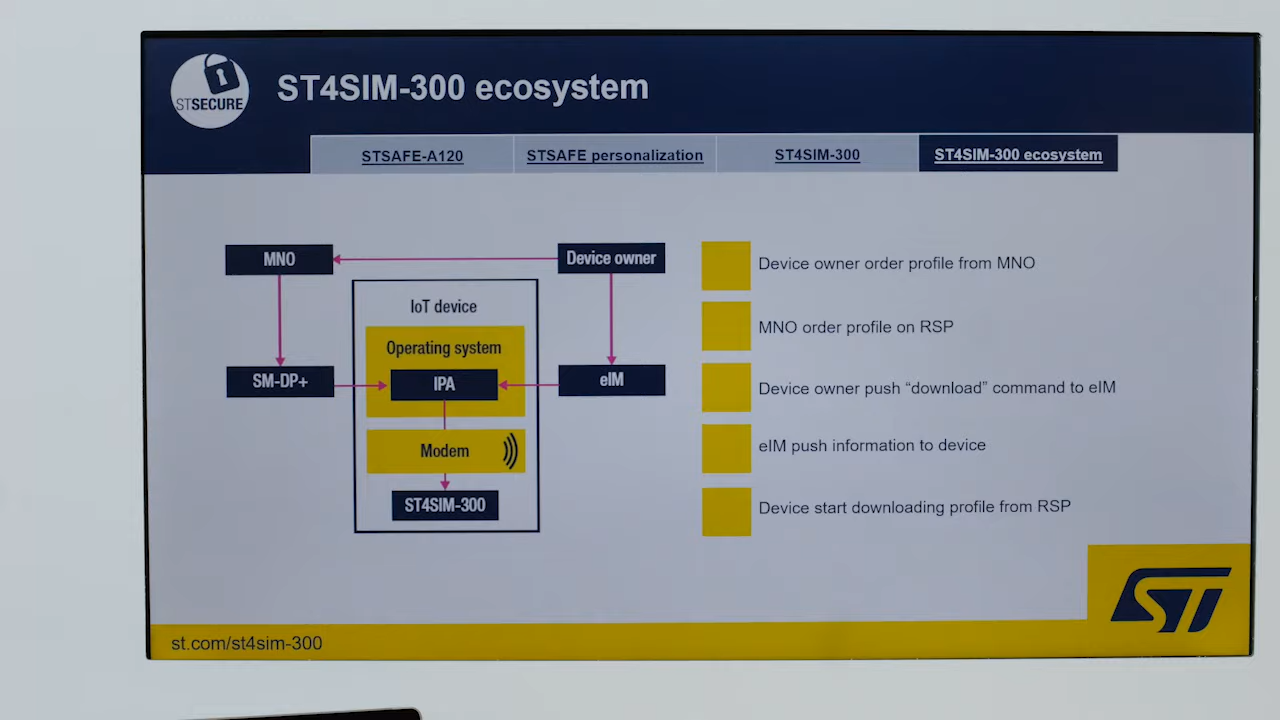 STSECURE
ST4SIM-300 ecosystem
STSAFE-A120
STSAFE personalization
ST4SIM-300
ST4SIM-300 ecosystem
MNO
Device owner
IoT device
Operating system
SM-DP+
IPA
eIM
Modem
ST4SIM-300
Device owner order profile from MNO
MNO order profile on RSP
Device owner push “download” command to eIM
eIM push information to device
Device start downloading profile from RSP
ST
st.com/st4sim-300